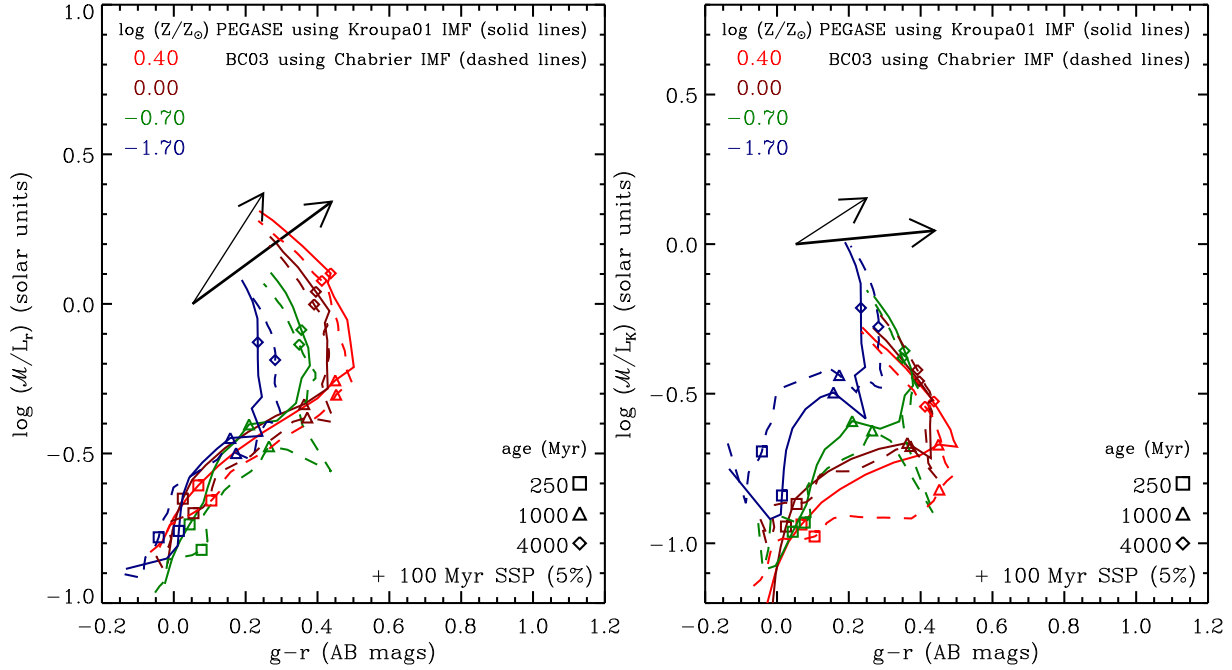 log (Z/Z⊙) PEGASE using Kroupa01 IMF (solid lines)
0.40 BC03 using Chabrier IMF (dashed lines)
0.00
−0.70
−1.70
1.0
0.5
0.0
−0.5
−1.0
log (ℳ/Lr) (solar units)
age (Myr)
250
1000
4000
+ 100 Myr SSP (5%)
−0.2 0.0 0.2 0.4 0.6 0.8 1.0 1.2
g−r (AB mags)
log (Z/Z⊙) PEGASE using Kroupa01 IMF (solid lines)
0.40 BC03 using Chabrier IMF (dashed lines)
0.00
−0.70
−1.70
0.5
0.0
−0.5
−1.0
log (ℳ/LK) (solar units)
age (Myr)
250
1000
4000
+ 100 Myr SSP (5%)
−0.2 0.0 0.2 0.4 0.6 0.8 1.0 1.2
g−r (AB mags)